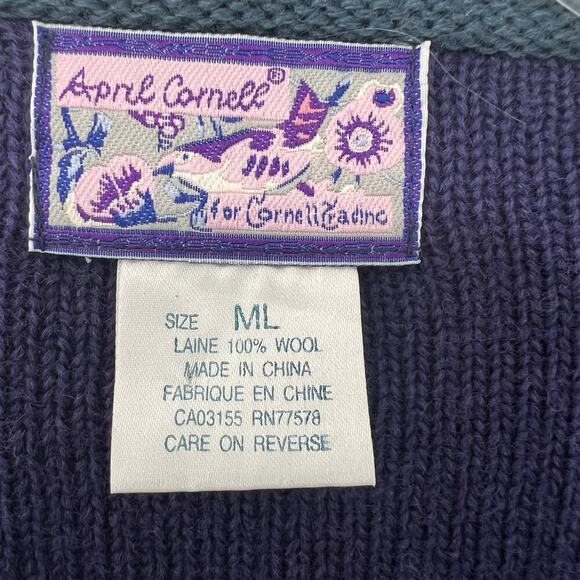 April Cornell®
for Cornell Trading
SIZE ML
LAINE 100% WOOL
MADE IN CHINA
FABRIQUE EN CHINE
CA03155 RN77578
CARE ON REVERSE